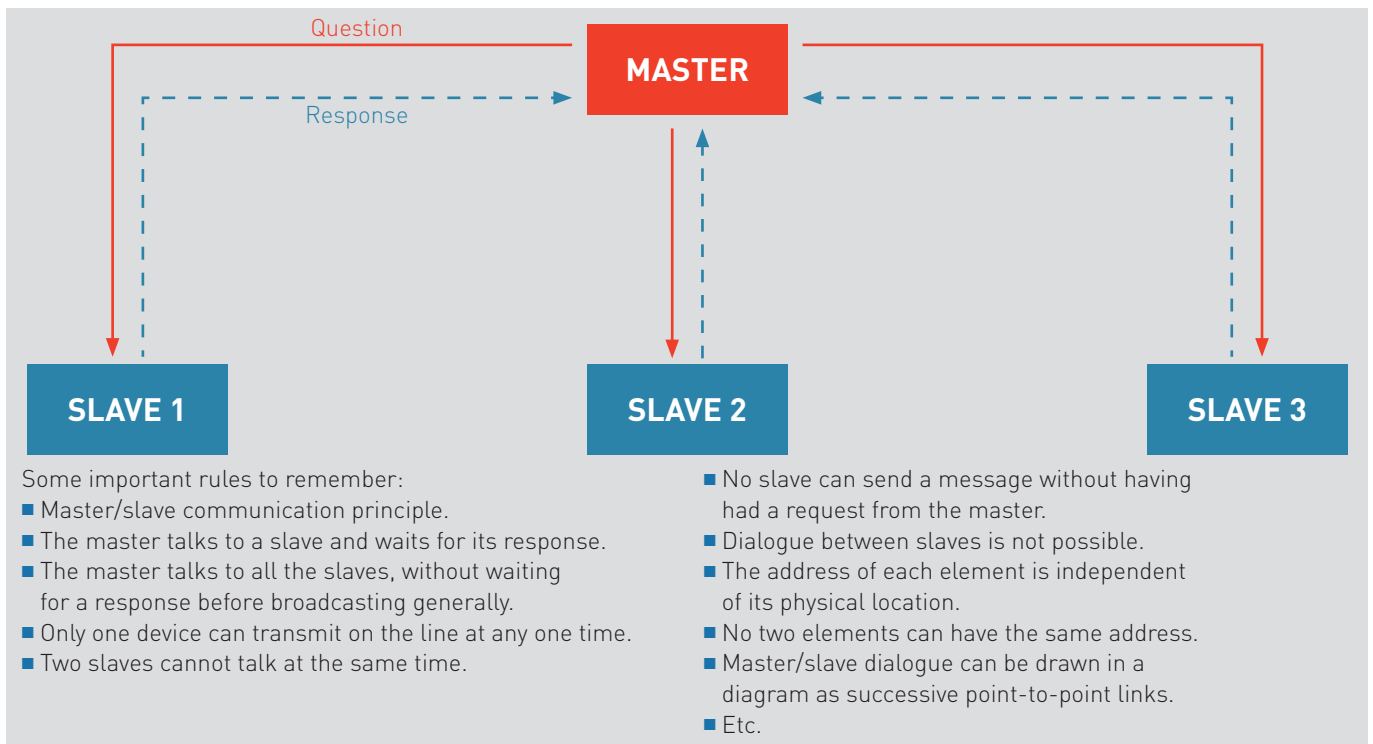 Question
MASTER
Response
SLAVE 1
SLAVE 2
SLAVE 3
Some important rules to remember:
■ Master/slave communication principle.
■ The master talks to a slave and waits for its response.
■ The master talks to all the slaves, without waiting
for a response before broadcasting generally.
■ Only one device can transmit on the line at any one time.
■ Two slaves cannot talk at the same time.
■ No slave can send a message without having
had a request from the master.
■ Dialogue between slaves is not possible.
■ The address of each element is independent
of its physical location.
■ No two elements can have the same address.
■ Master/slave dialogue can be drawn in a
diagram as successive point-to-point links.
■ Etc.